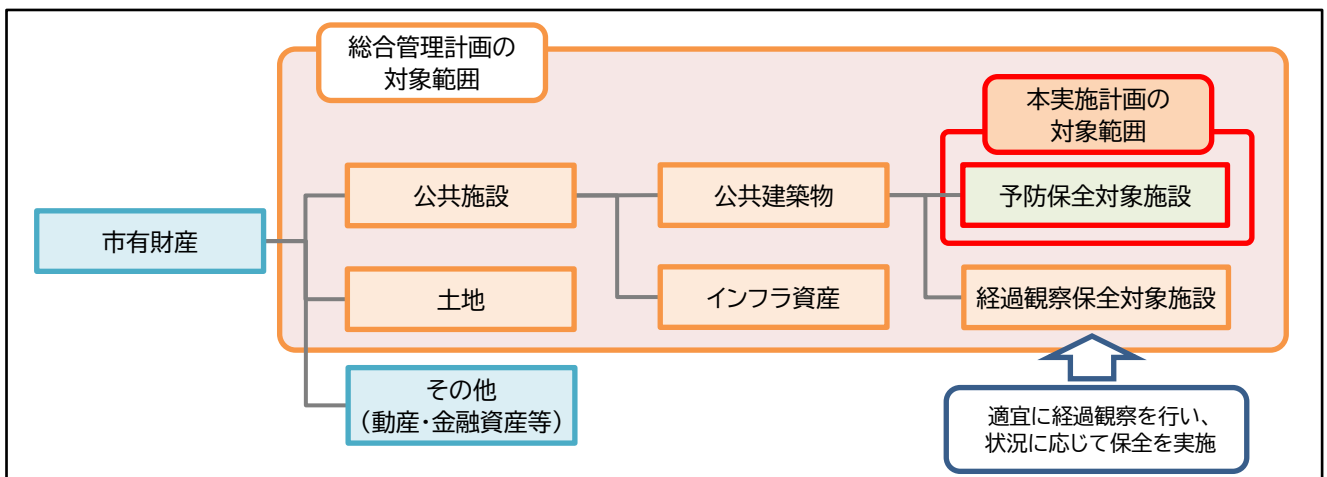 総合管理計画の
対象範囲
本実施計画の
対象範囲
公共施設
公共建築物
予防保全対象施設
市有財産
土地
インフラ資産
経過観察保全対象施設
その他
（動産・金融資産等）
適宜に経過観察を行い、
状況に応じて保全を実施